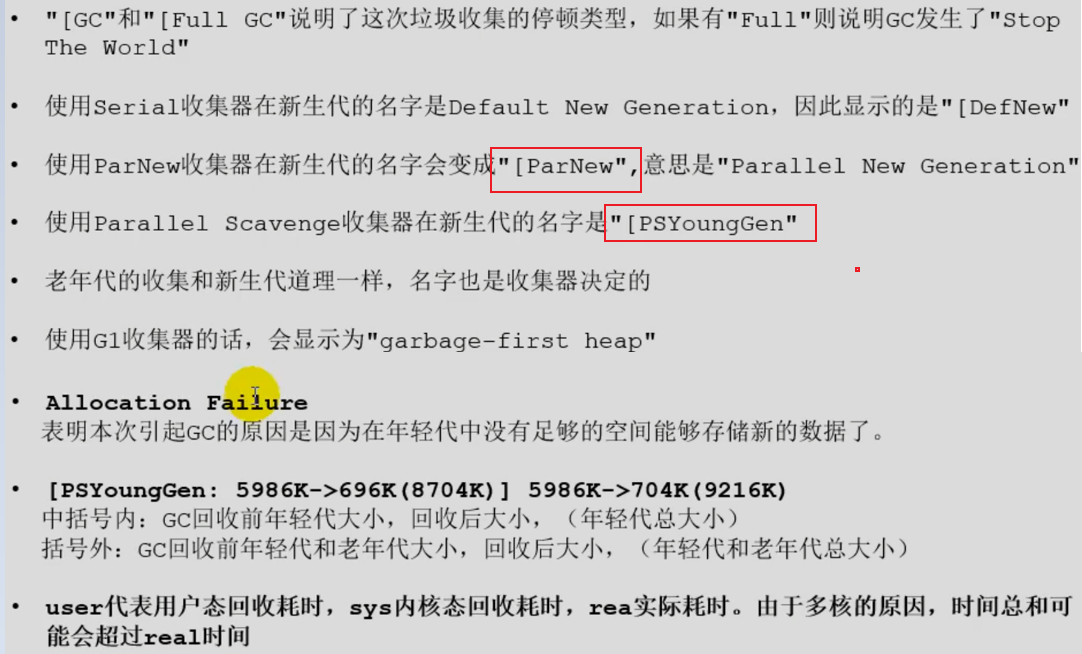 • "[GC"和"[Full GC"说明了这次垃圾收集的停顿类型，如果有"Full"则说明GC发生了"Stop
The World"
• 使用Serial收集器在新生代的名字是Default New Generation，因此显示的是"[DefNew"
• 使用ParNew收集器在新生代的名字会变成"[ParNew",意思是"Parallel New Generation"
• 使用Parallel Scavenge收集器在新生代的名字是"[PSYoungGen"
• 老年代的收集和新生代道理一样，名字也是收集器决定的
• 使用G1收集器的话，会显示为"garbage-first heap"
• Allocation Failure
表明本次引起GC的原因是因为在年轻代中没有足够的空间能够存储新的数据了。
• [PSYoungGen: 5986K->696K(8704K)] 5986K->704K(9216K)
中括号内：GC回收前年轻代大小，回收后大小，（年轻代总大小）
括号外：GC回收前年轻代和老年代大小，回收后大小，（年轻代和老年代总大小）
• user代表用户态回收耗时，sys内核态回收耗时，rea实际耗时。由于多核的原因，时间总和可
能会超过real时间